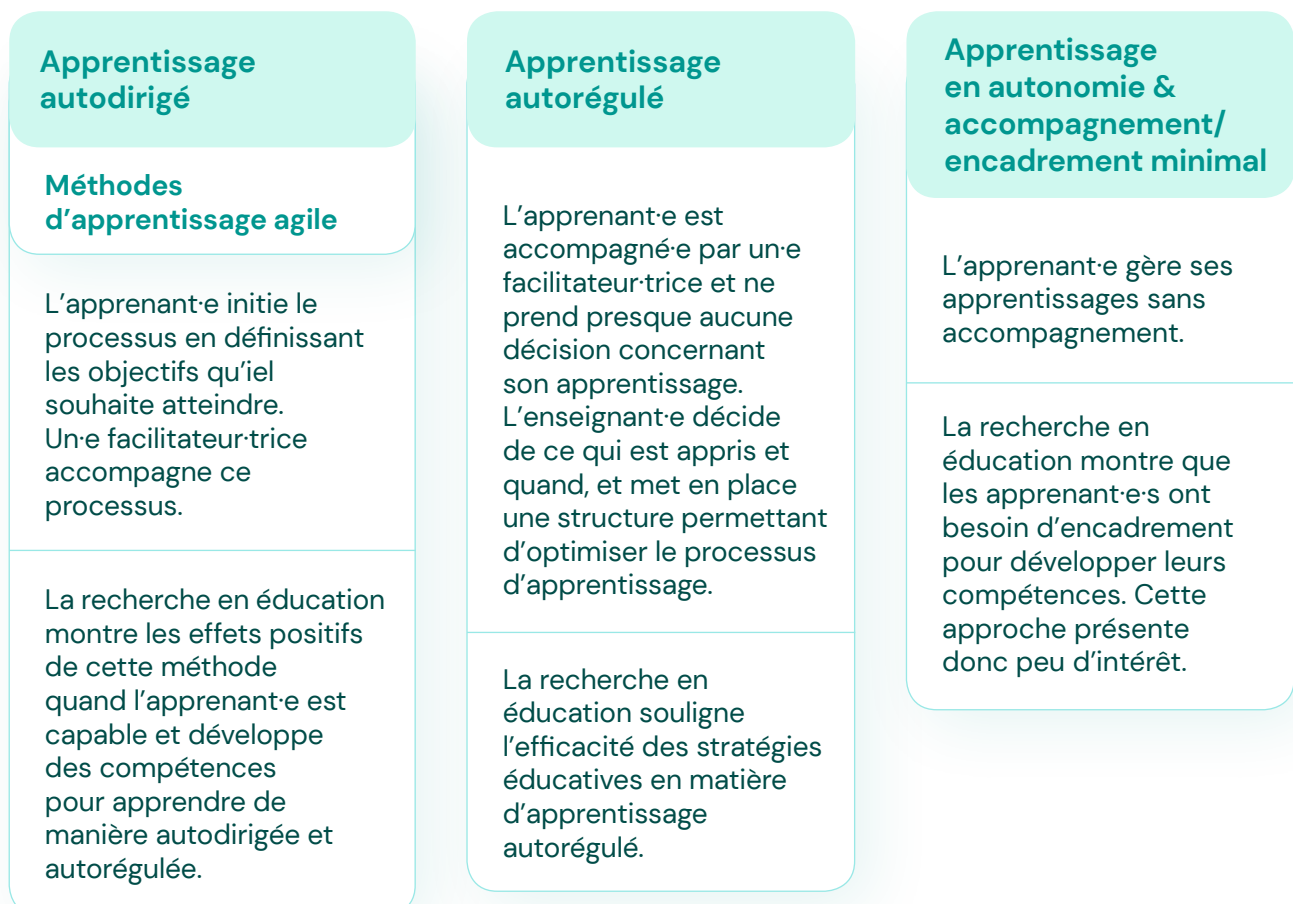 Apprentissage
autodirigé
Méthodes
d’apprentissage agile
L’apprenant·e initie le
processus en définissant
les objectifs qu’iel
souhaite atteindre.
Un·e facilitateur·trice
accompagne ce
processus.
La recherche en éducation
montre les effets positifs
de cette méthode
quand l’apprenant·e est
capable et développe
des compétences
pour apprendre de
manière autodirigée et
autorégulée.
Apprentissage
autorégulé
L’apprenant·e est
accompagné·e par un·e
facilitateur·trice et ne
prend presque aucune
décision concernant
son apprentissage.
L’enseignant·e décide
de ce qui est appris et
quand, et met en place
une structure permettant
d’optimiser le processus
d’apprentissage.
La recherche en
éducation souligne
l’efficacité des stratégies
éducatives en matière
d’apprentissage
autorégulé.
Apprentissage
en autonomie &
accompagnement/
encadrement minimal
L’apprenant·e gère ses
apprentissages sans
accompagnement.
La recherche en
éducation montre que
les apprenant·e·s ont
besoin d’encadrement
pour développer leurs
compétences. Cette
approche présente
donc peu d’intérêt.